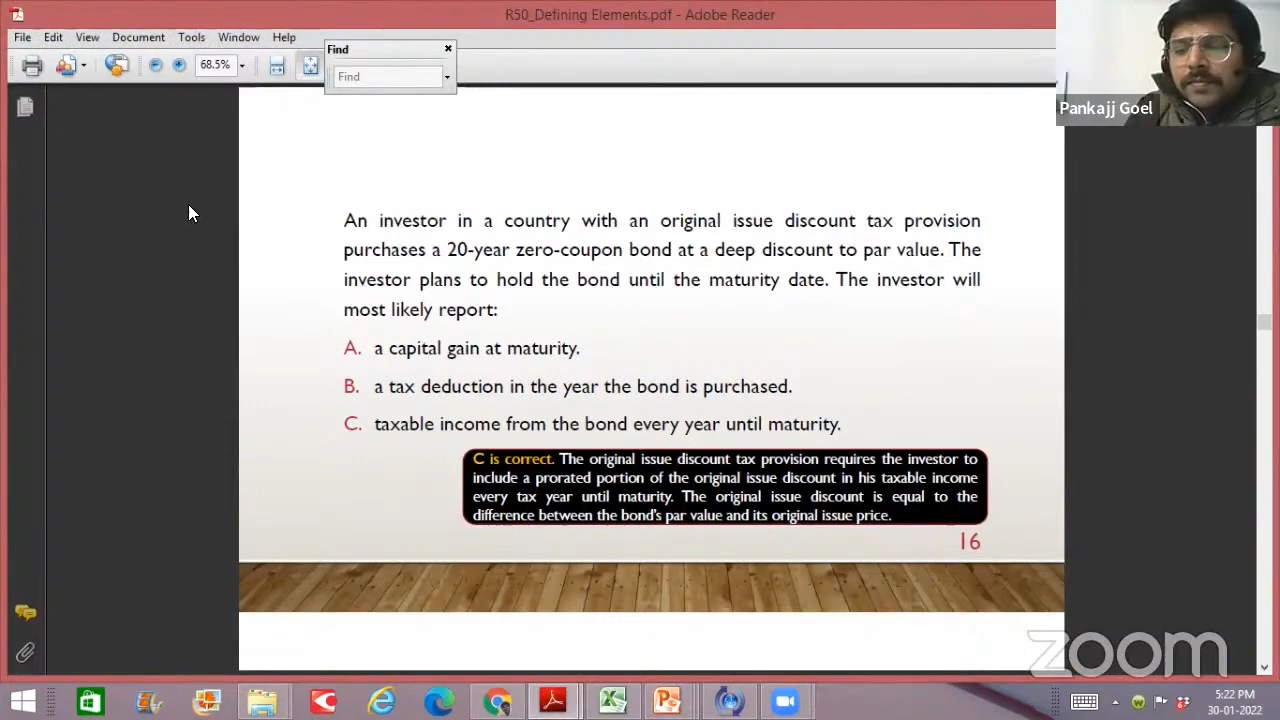 R50_Defining Elements.pdf - Adobe Reader
File Edit View Document Tools Window Help
Find
68.5%
Find
Pankajj Goel
An investor in a country with an original issue discount tax provision
purchases a 20-year zero-coupon bond at a deep discount to par value. The
investor plans to hold the bond until the maturity date. The investor will
most likely report:
A. a capital gain at maturity.
B. a tax deduction in the year the bond is purchased.
C. taxable income from the bond every year until maturity.
C is correct. The original issue discount tax provision requires the investor to
include a prorated portion of the original issue discount in his taxable income
every tax year until maturity. The original issue discount is equal to the
difference between the bond's par value and its original issue price.
16
zoom
5:22 PM
30-01-2022